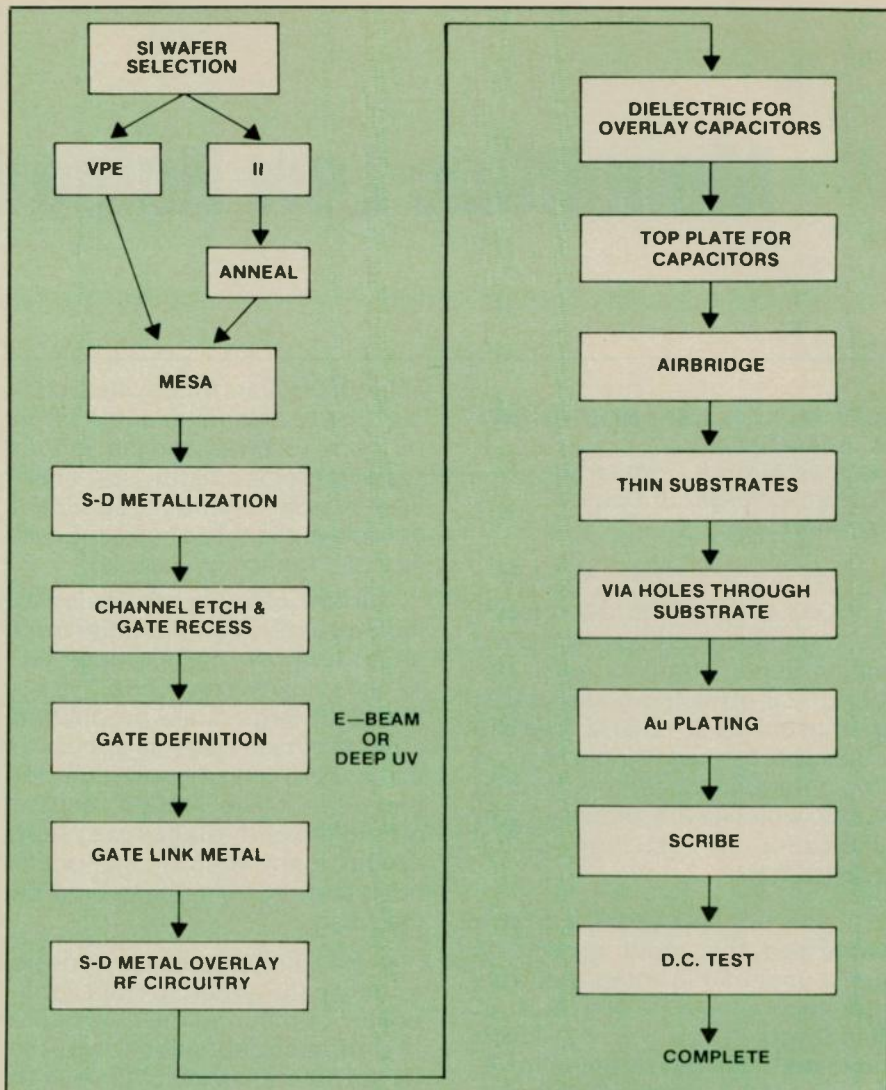 SI WAFER
SELECTION
VPE
II
ANNEAL
MESA
S-D METALLIZATION
CHANNEL ETCH &
GATE RECESS
GATE DEFINITION
E—BEAM
OR
DEEP UV
GATE LINK METAL
S-D METAL OVERLAY
RF CIRCUITRY
DIELECTRIC FOR
OVERLAY CAPACITORS
TOP PLATE FOR
CAPACITORS
AIRBRIDGE
THIN SUBSTRATES
VIA HOLES THROUGH
SUBSTRATE
Au PLATING
SCRIBE
D.C. TEST
COMPLETE